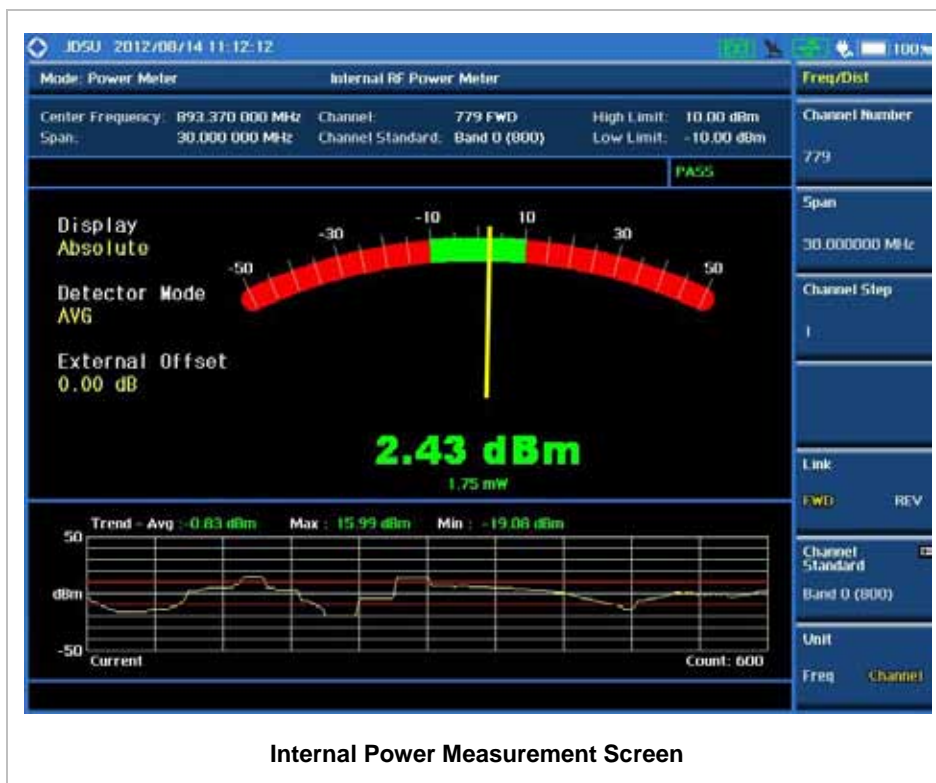 JDSU 2012/08/14 11:12:12
100%
Mode: Power Meter Internal RF Power Meter
Freq/Dist
Center Frequency: 893.370 000 MHz Channel: 779 FWD High Limit: 10.00 dBm
Span: 30.000 000 MHz Channel Standard: Band 0 (800) Low Limit: -10.00 dBm
Channel Number
779
PASS
Display
Absolute
Detector Mode
AVG
External Offset
0.00 dB
-50 -30 -10 10 30 50
2.43 dBm
1.75 mW
Span
30.000000 MHz
Channel Step
1
Link
FWD REV
Channel Standard
Band 0 (800)
Unit
Freq Channel
Trend - Avg : -0.83 dBm Max : 15.99 dBm Min : -19.08 dBm
50
dBm
-50
Current Count: 600
Internal Power Measurement Screen